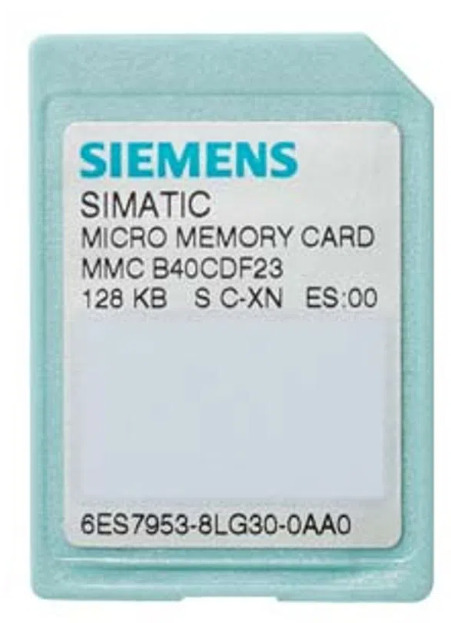 SIEMENS
SIMATIC
MICRO MEMORY CARD
MMC B40CDF23
128 KB S C-XN ES:00
6ES7953-8LG30-0AA0